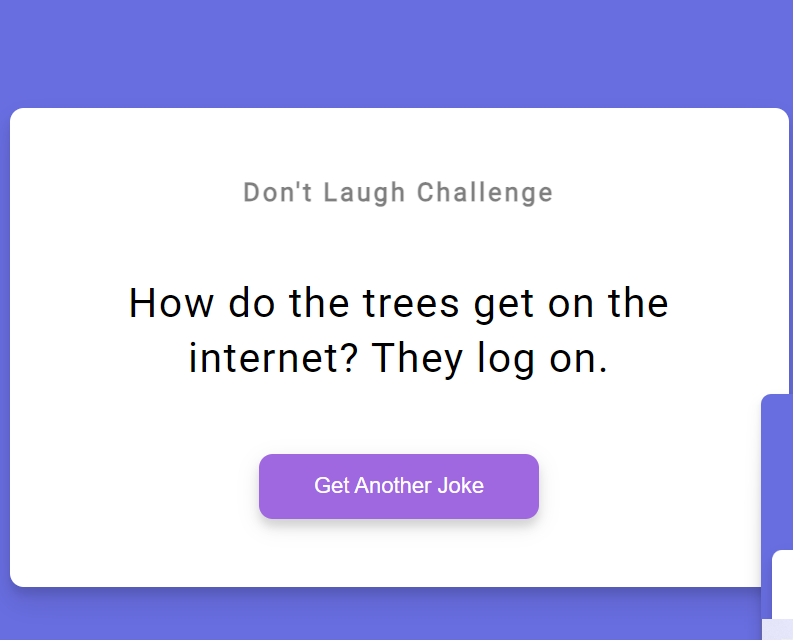 Don't Laugh Challenge
How do the trees get on the
internet? They log on.
Get Another Joke